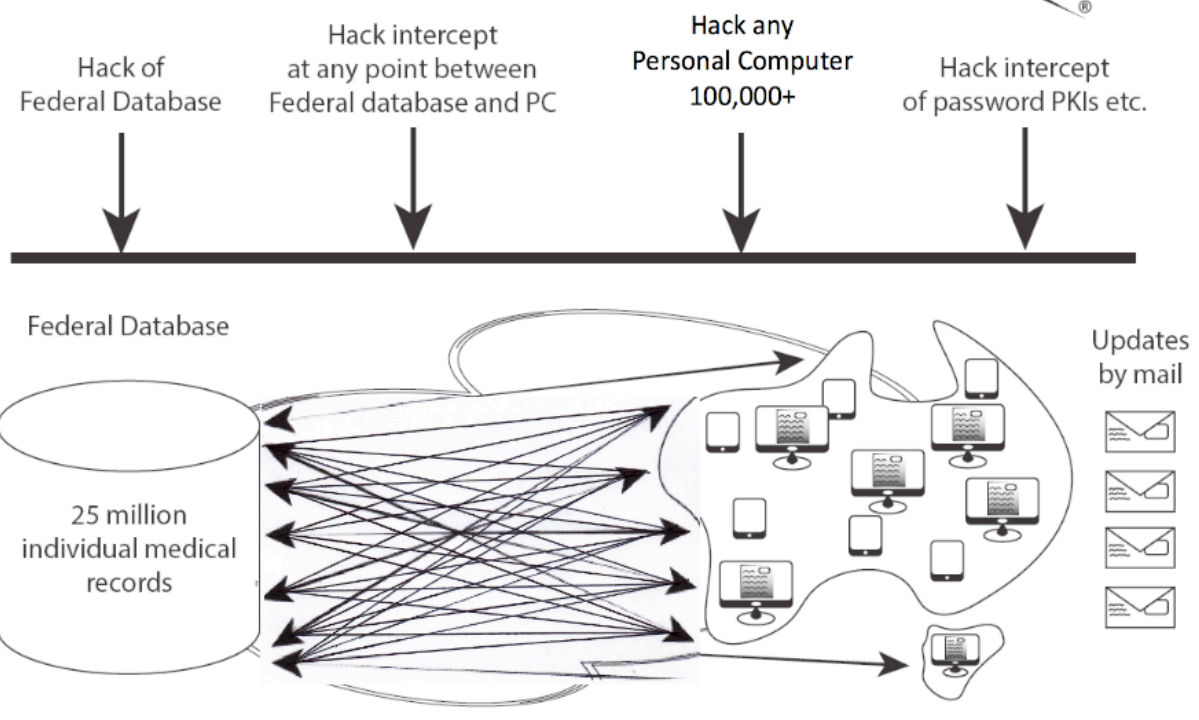 ®
Hack of
Federal Database
Hack intercept
at any point between
Federal database and PC
Hack any
Personal Computer
100,000+
Hack intercept
of password PKIs etc.
Federal Database
25 million
individual medical
records
Updates
by mail